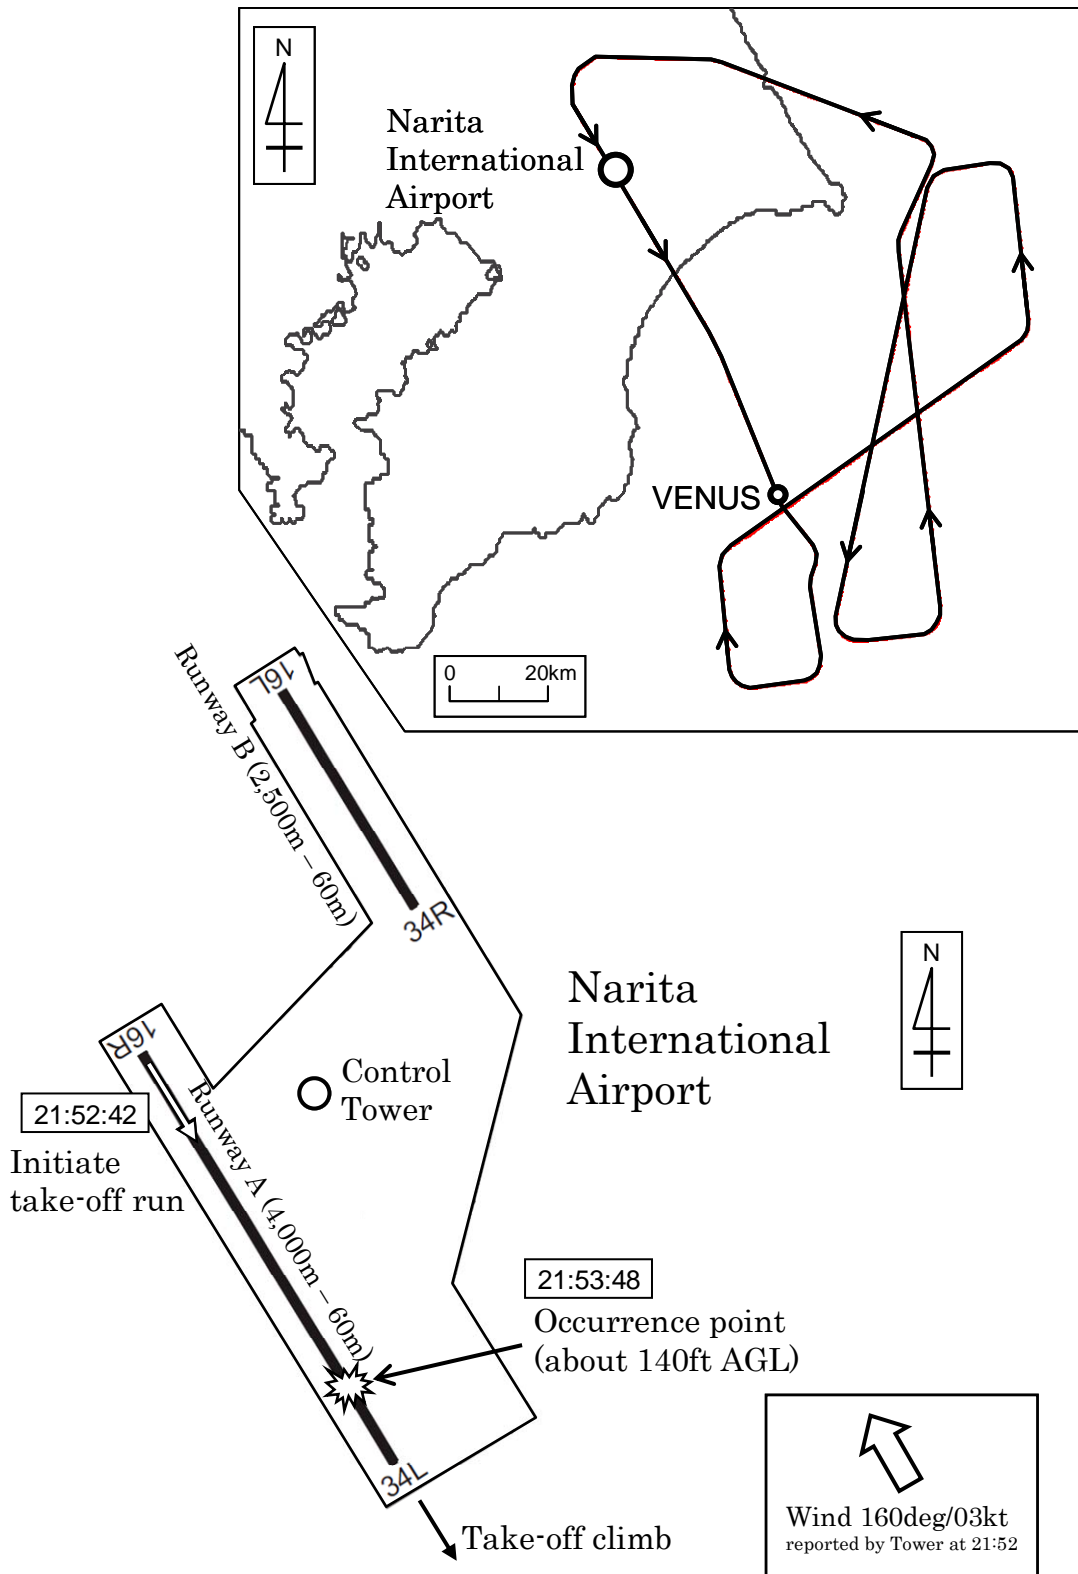 N
Narita
International
Airport
VENUS
0 20km
16L
Runway B (2,500m – 60m)
34R
N
Narita
International
Airport
16R
Control
Tower
21:52:42
Initiate
take-off run
Runway A (4,000m – 60m)
21:53:48
Occurrence point
(about 140ft AGL)
34L
Take-off climb
Wind 160deg/03kt
reported by Tower at 21:52